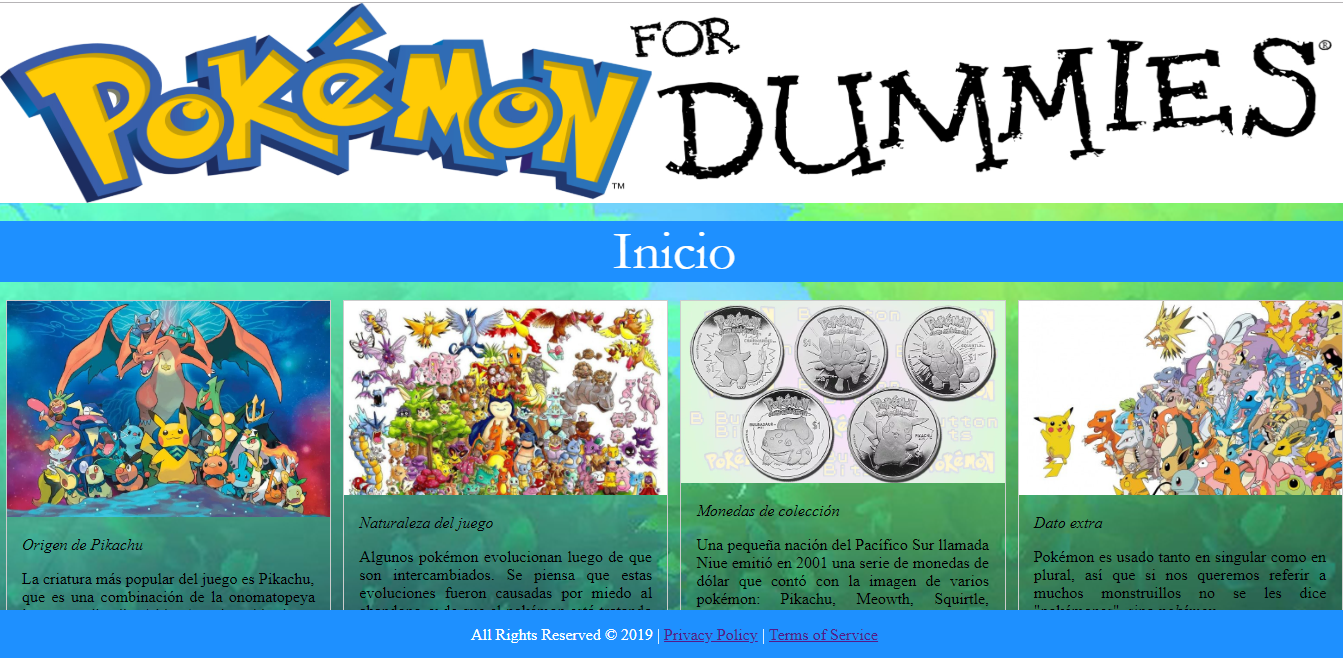 POKéMON TM
FOR
DUMMIES®
Inicio
Origen de Pikachu
La criatura más popular del juego es Pikachu,
que es una combinación de la onomatopeya
Naturaleza del juego
Algunos pokémon evolucionan luego de que
son intercambiados. Se piensa que estas
evoluciones fueron causadas por miedo al
Monedas de colección
Una pequeña nación del Pacífico Sur llamada
Niue emitió en 2001 una serie de monedas de
dólar que contó con la imagen de varios
pokémon: Pikachu, Meowth, Squirtle,
Dato extra
Pokémon es usado tanto en singular como en
plural, así que si nos queremos referir a
muchos monstruillos no se les dice
All Rights Reserved © 2019 | Privacy Policy | Terms of Service